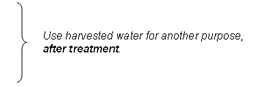 Use harvested water for another purpose,
after treatment.